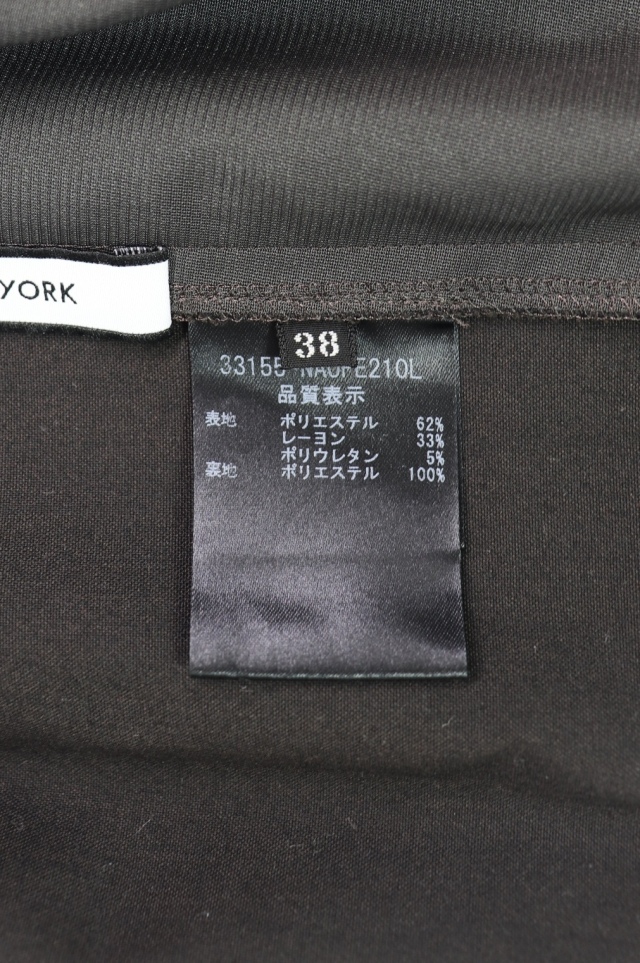 YORK
38
33155
品質表示
表地 ポリエステル 62%
レーヨン 33%
ポリウレタン 5%
裏地 ポリエステル 100%